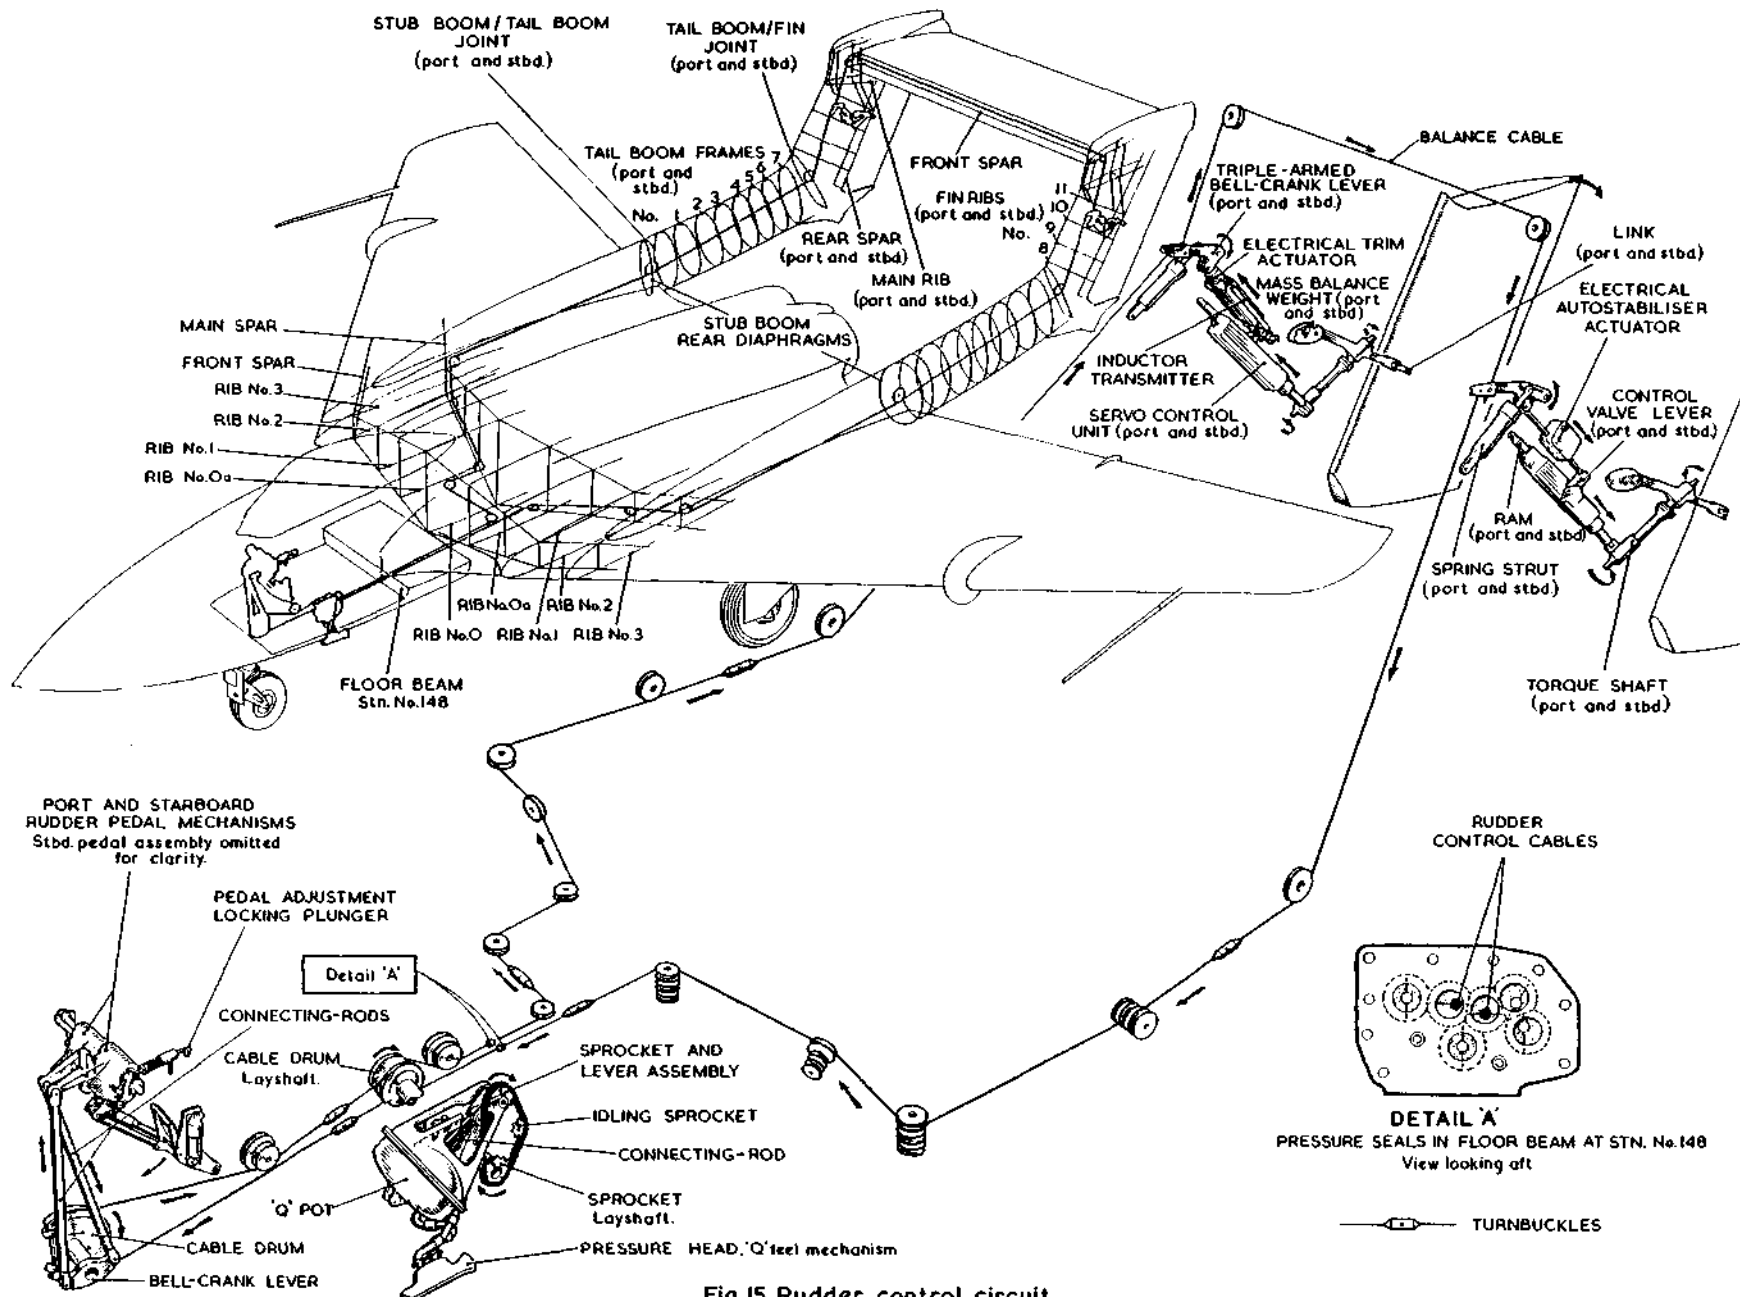 STUB BOOM/TAIL BOOM
JOINT
(port and stbd.)
TAIL BOOM/FIN
JOINT
(port and stbd)
TAIL BOOM FRAMES
(port and
stbd.)
No. 1 2 3 4 5 6 7
FRONT SPAR
FIN RIBS
(port and stbd.)
No.
11
10
9
8
REAR SPAR
(port and stbd)
MAIN RIB
(port and stbd.)
STUB BOOM
REAR DIAPHRAGMS
BALANCE CABLE
TRIPLE-ARMED
BELL-CRANK LEVER
(port and stbd.)
ELECTRICAL TRIM
ACTUATOR
MASS BALANCE
WEIGHT (port
and stbd)
INDUCTOR
TRANSMITTER
SERVO CONTROL
UNIT (port and stbd.)
LINK
(port and stbd)
ELECTRICAL
AUTOSTABILISER
ACTUATOR
CONTROL
VALVE LEVER
(port and stbd.)
RAM
(port and stbd)
SPRING STRUT
(port and stbd.)
TORQUE SHAFT
(port and stbd)
MAIN SPAR
FRONT SPAR
RIB No.3
RIB No.2
RIB No.1
RIB No.0a
RIB No.0a
RIB No.2
RIB No.0
RIB No.1
RIB No.3
FLOOR BEAM
Stn. No.148
PORT AND STARBOARD
RUDDER PEDAL MECHANISMS
Stbd. pedal assembly omitted
for clarity.
PEDAL ADJUSTMENT
LOCKING PLUNGER
Detail 'A'
CONNECTING-RODS
CABLE DRUM
Layshaft.
SPROCKET AND
LEVER ASSEMBLY
IDLING SPROCKET
CONNECTING-ROD
SPROCKET
Layshaft.
'Q' POT
PRESSURE HEAD, 'Q' feel mechanism
CABLE DRUM
BELL-CRANK LEVER
RUDDER
CONTROL CABLES
DETAIL 'A'
PRESSURE SEALS IN FLOOR BEAM AT STN. No.148
View looking aft
TURNBUCKLES
Fig.15 Rudder control circuit